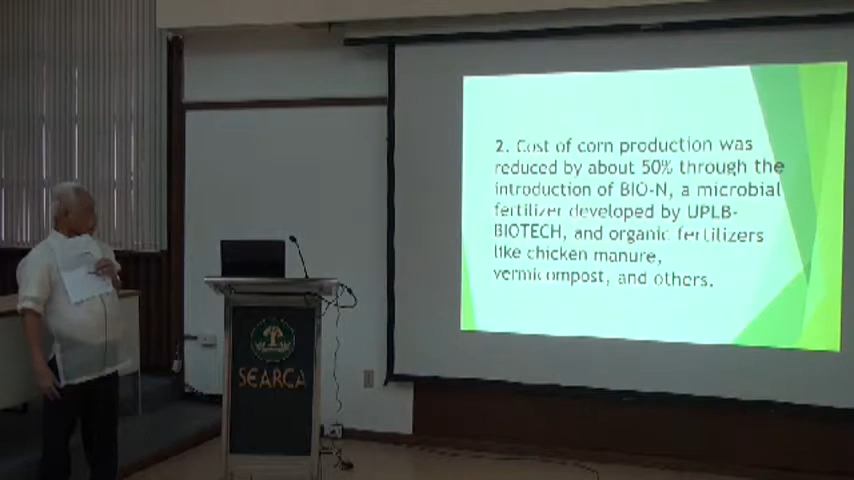 2. Cost of corn production was
reduced by about 50% through the
introduction of BIO-N, a microbial
fertilizer developed by UPLB-
BIOTECH, and organic fertilizers
like chicken manure,
vermicompost, and others.
SEARCA